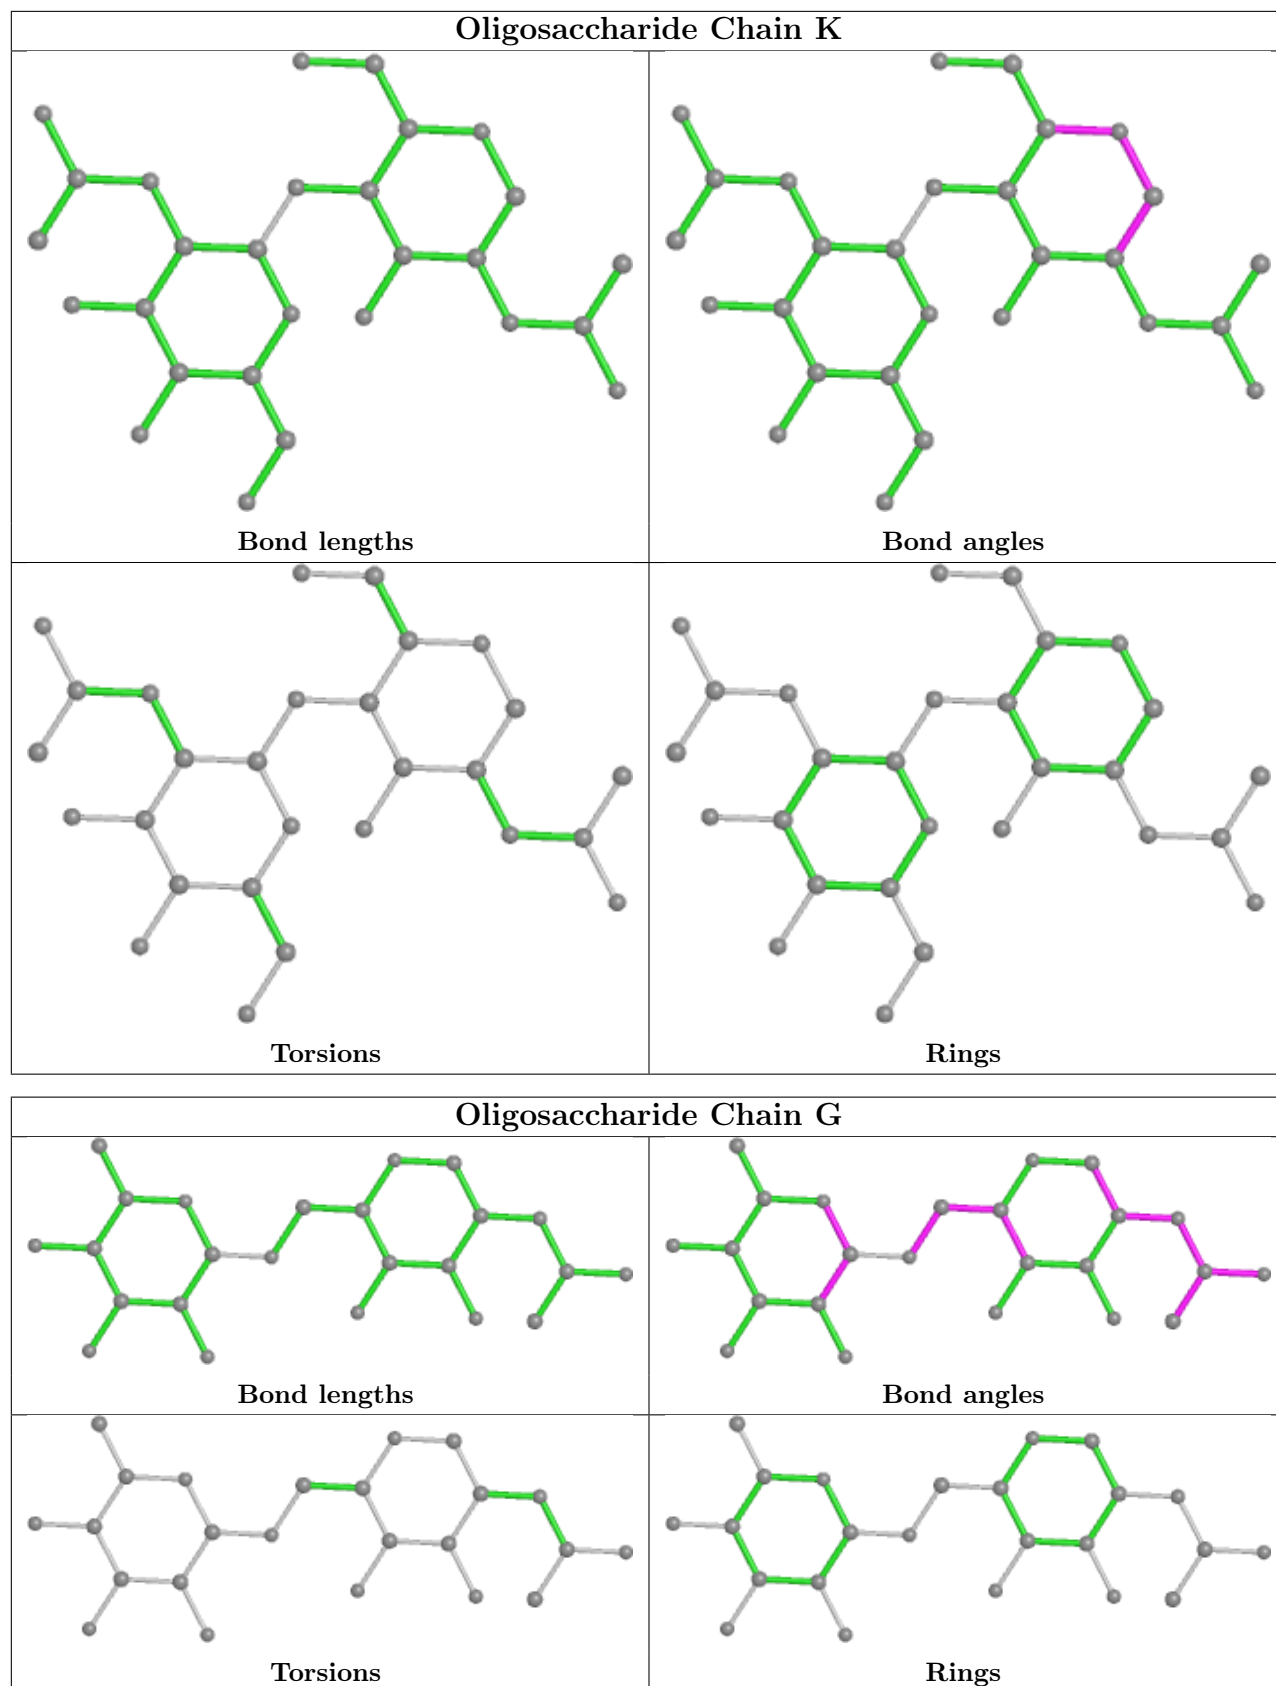 Oligosaccharide Chain K
Bond lengths
Bond angles
Torsions
Rings
Oligosaccharide Chain G
Bond lengths
Bond angles
Torsions
Rings